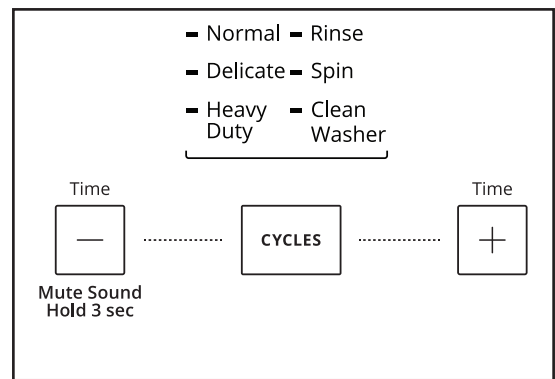 Normal Rinse
Delicate Spin
Heavy Duty Clean Washer
Time Time
— CYCLES +
Mute Sound
Hold 3 sec